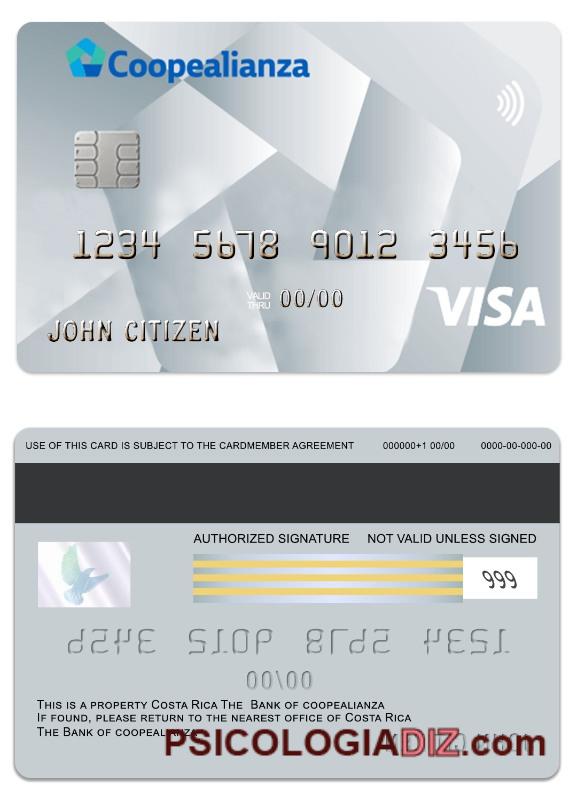 Coopealianza
1234 5678 9012 3456
VALID THRU 00/00
VISA
JOHN CITIZEN
USE OF THIS CARD IS SUBJECT TO THE CARDMEMBER AGREEMENT 000000+1 00/00 0000-00-000-00
AUTHORIZED SIGNATURE NOT VALID UNLESS SIGNED
999
00/00
THIS IS A PROPERTY COSTA RICA THE BANK OF COOPEALIANZA
IF FOUND, PLEASE RETURN TO THE NEAREST OFFICE OF COSTA RICA
THE BANK OF COOPEALIANZA
PSICOLOGIADIZ.com